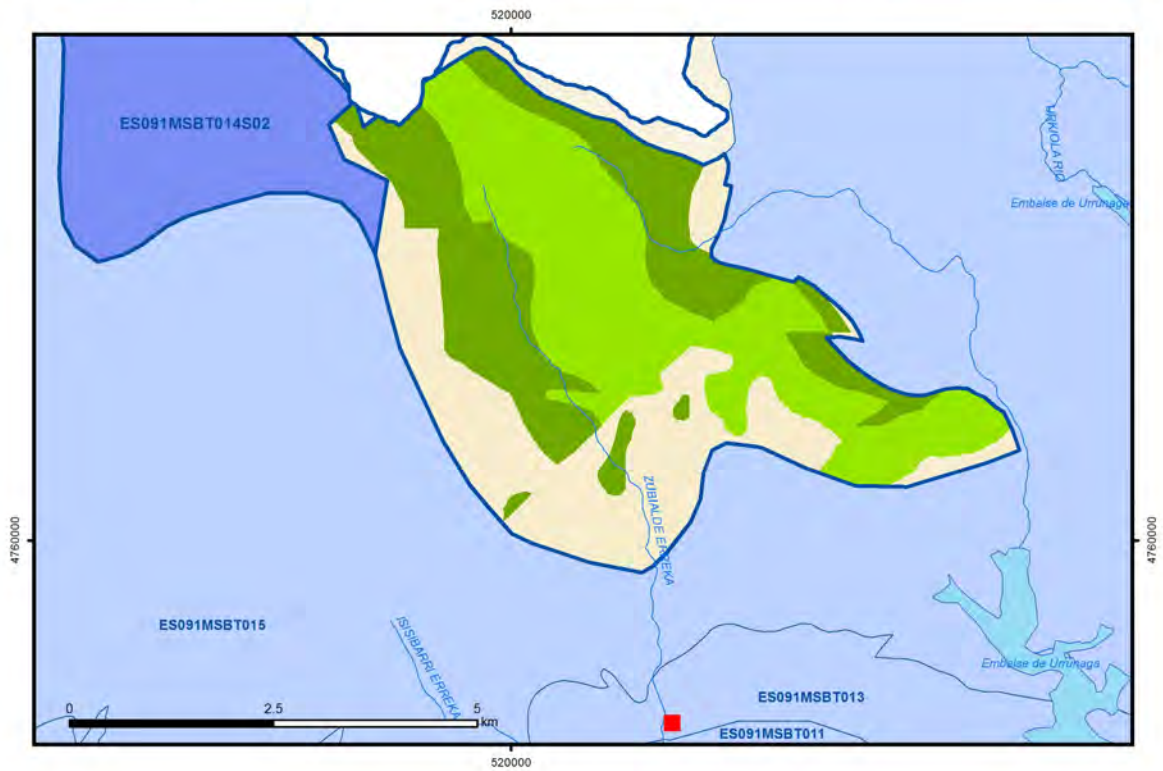 520000
ES091MSBT014S02
URKIOLA RIO
Embalse de Urrunaga
4760000
4760000
ZUBIALDE ERREKA
ES091MSBT015
ISISIBARRI ERREKA
Embalse de Urrunaga
0 2.5 5
km
ES091MSBT013
ES091MSBT011
520000